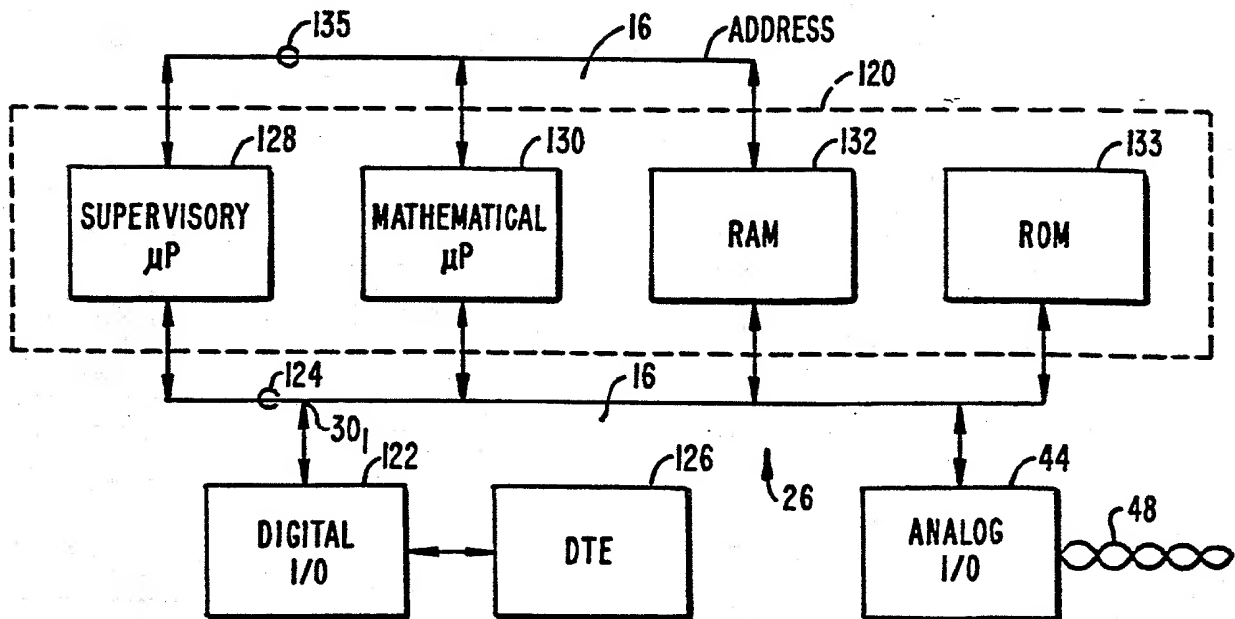 135
16
ADDRESS
120
128
130
132
133
SUPERVISORY
μP
MATHEMATICAL
μP
RAM
ROM
124
16
30₁
122
126
26
44
48
DIGITAL
I/O
DTE
ANALOG
I/O